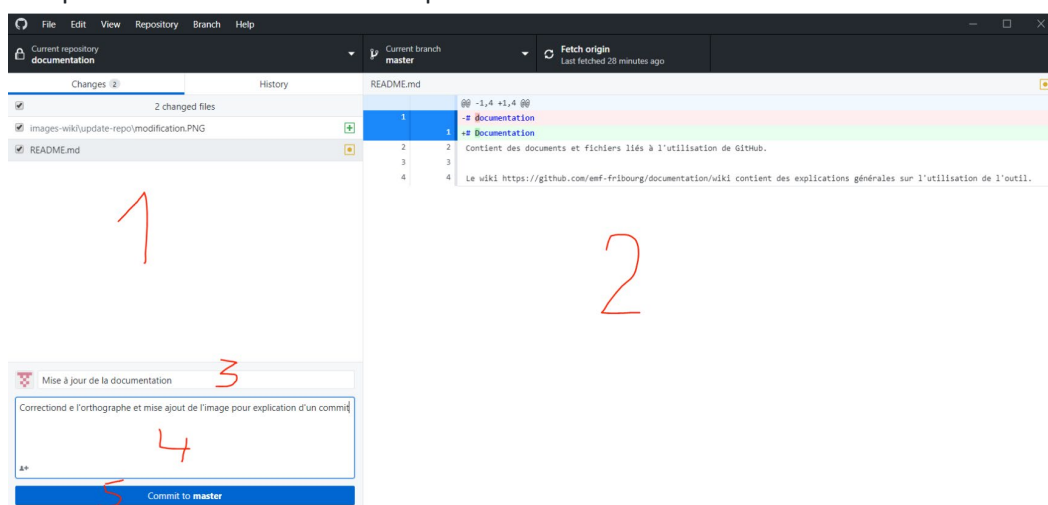 File Edit View Repository Branch Help
Current repository
documentation
Current branch
master
Fetch origin
Last fetched 28 minutes ago
Changes 2 History
README.md
2 changed files
images-wiki\update-repo\modification.PNG
README.md
@@ -1,4 +1,4 @@
1 -# documentation
1 +# Documentation
2 2 Contient des documents et fichiers liés à l'utilisation de GitHub.
3 3
4 4 Le wiki https://github.com/emf-fribourg/documentation/wiki contient des explications générales sur l'utilisation de l'outil.
1
2
Mise à jour de la documentation
3
Correctiond e l'orthographe et mise ajout de l'image pour explication d'un commit
4
5
Commit to master